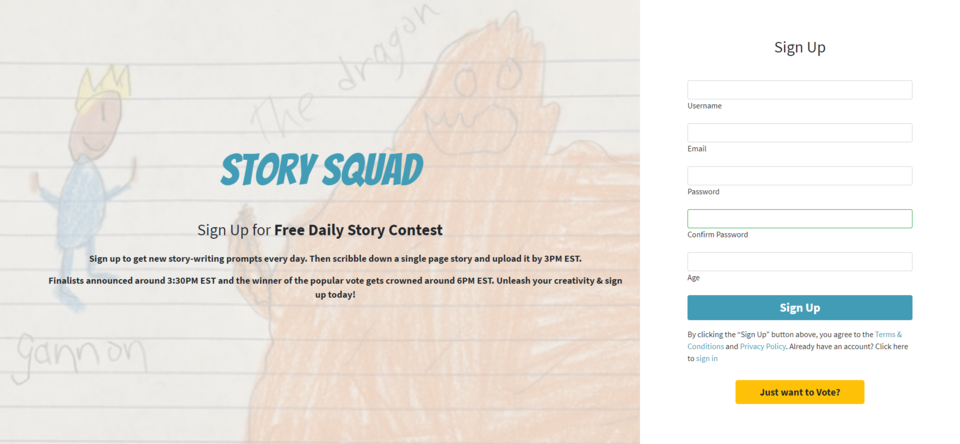 The dragon
STORY SQUAD
Sign Up for Free Daily Story Contest
Sign up to get new story-writing prompts every day. Then scribble down a single page story and upload it by 3PM EST.
Finalists announced around 3:30PM EST and the winner of the popular vote gets crowned around 6PM EST. Unleash your creativity & sign
up today!
gannon
Sign Up
Username
Email
Password
Confirm Password
Age
Sign Up
By clicking the “Sign Up” button above, you agree to the Terms &
Conditions and Privacy Policy. Already have an account? Click here
to sign in
Just want to Vote?